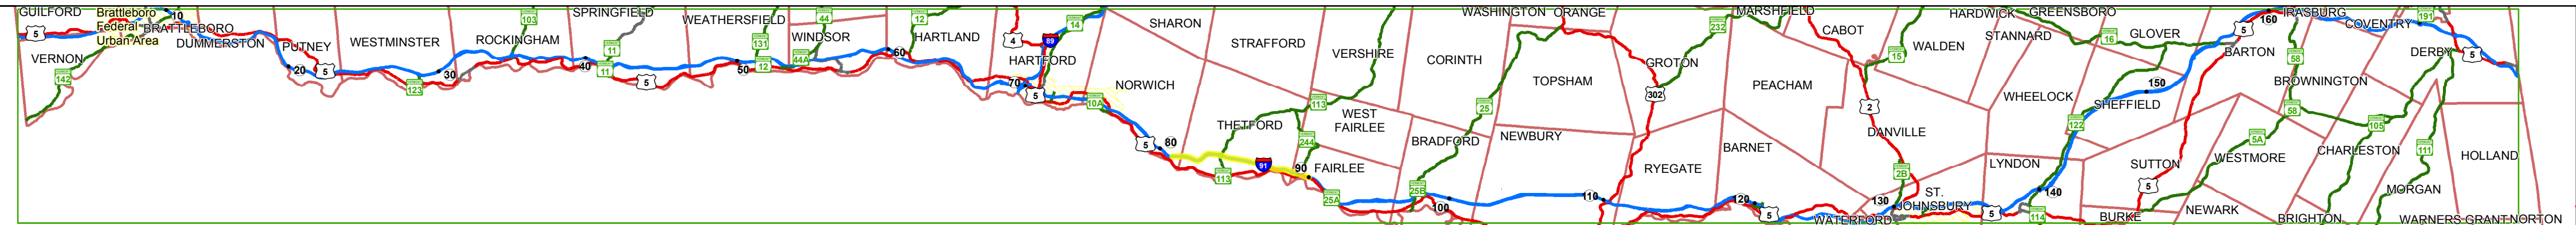 GUILFORD
Brattleboro
Federal
Urban Area
10
BRATTLEBORO
5
VERNON
142
DUMMERSTON
PUTNEY
20
5
WESTMINSTER
123
30
ROCKINGHAM
103
SPRINGFIELD
11
40
11
5
WEATHERSFIELD
131
50
12
44
WINDSOR
44A
60
12
HARTLAND
4
89
14
HARTFORD
70
5
10A
NORWICH
SHARON
STRAFFORD
5
80
THETFORD
113
91
113
244
90
FAIRLEE
25A
VERSHIRE
WEST
FAIRLEE
CORINTH
BRADFORD
25
25B
100
WASHINGTON
ORANGE
TOPSHAM
NEWBURY
110
GROTON
302
RYEGATE
232
MARSHFIELD
PEACHAM
BARNET
120
5
CABOT
2
15
WALDEN
DANVILLE
2B
130
ST.
JOHNSBURY
WATERFORD
HARDWICK
STANNARD
GREENSBORO
16
GLOVER
WHEELOCK
122
SHEFFIELD
150
LYNDON
140
5
114
5
160
IRASBURG
BARTON
58
BROWNINGTON
58
COVENTRY
191
DERBY
5
SUTTON
5
BURKE
5A
WESTMORE
NEWARK
105
CHARLESTON
BRIGHTON
111
MORGAN
HOLLAND
WARNERS GRANT
NORTON